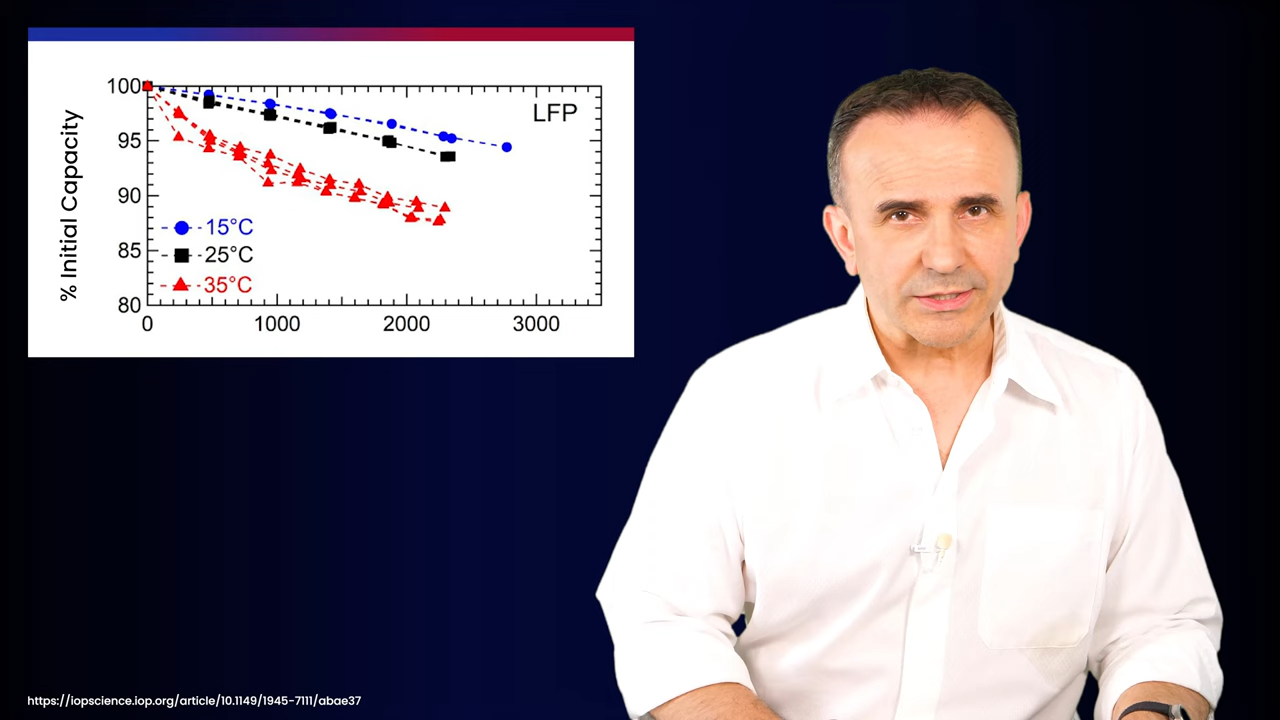 100
95
90
85
80
% Initial Capacity
LFP
15°C
25°C
35°C
0 1000 2000 3000
https://iopscience.iop.org/article/10.1149/1945-7111/abae37